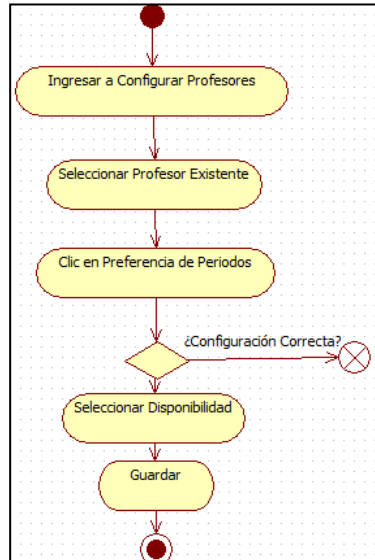 Ingresar a Configurar Profesores
Seleccionar Profesor Existente
Clic en Preferencia de Periodos
¿Configuración Correcta?
Seleccionar Disponibilidad
Guardar